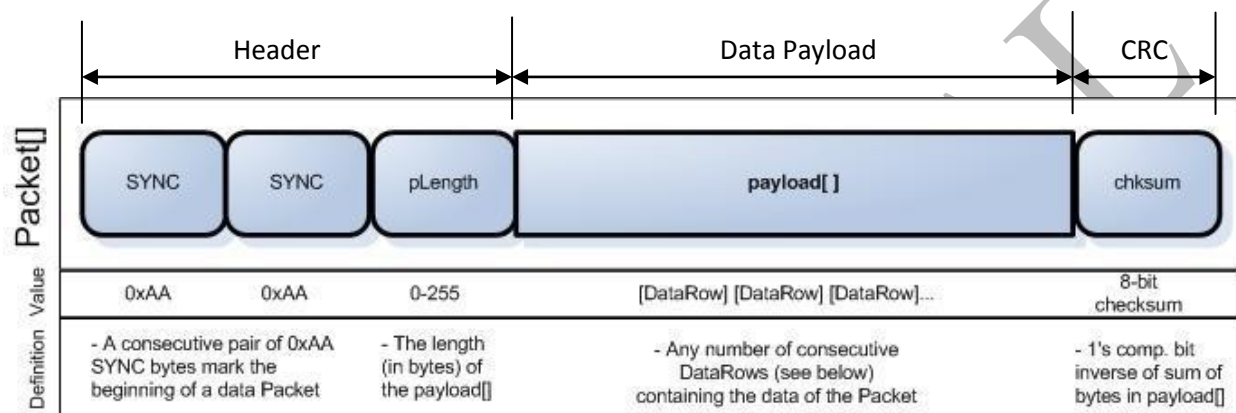 Header Data Payload CRC
Packet[]
SYNC SYNC pLength payload[ ] chksum
Value
0xAA 0xAA 0-255 [DataRow] [DataRow] [DataRow]... 8-bit
checksum
Definition
- A consecutive pair of 0xAA
SYNC bytes mark the
beginning of a data Packet
- The length
(in bytes) of
the payload[]
- Any number of consecutive
DataRows (see below)
containing the data of the Packet
- 1's comp. bit
inverse of sum of
bytes in payload[]